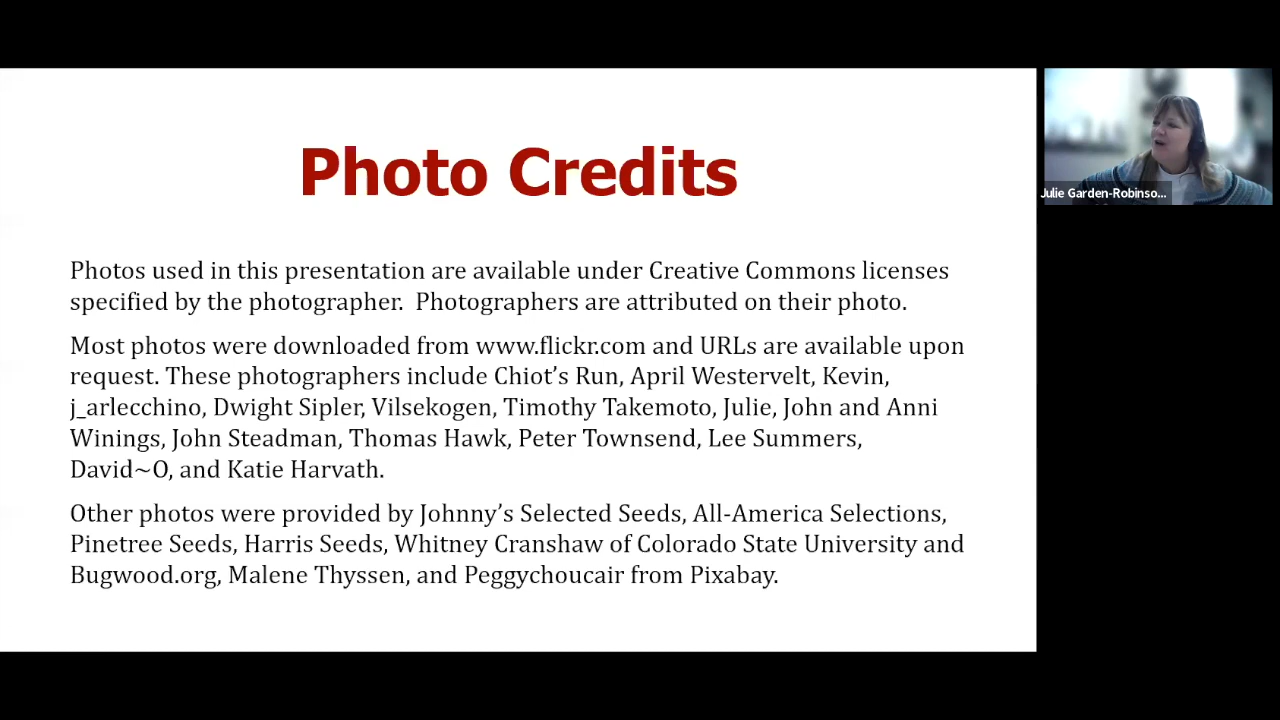 Photo Credits
Photos used in this presentation are available under Creative Commons licenses
specified by the photographer.  Photographers are attributed on their photo.
Most photos were downloaded from www.flickr.com and URLs are available upon
request. These photographers include Chiot’s Run, April Westervelt, Kevin,
j_arlecchino, Dwight Sipler, Vilsekogen, Timothy Takemoto, Julie, John and Anni
Winings, John Steadman, Thomas Hawk, Peter Townsend, Lee Summers,
David~O, and Katie Harvath.
Other photos were provided by Johnny’s Selected Seeds, All-America Selections,
Pinetree Seeds, Harris Seeds, Whitney Cranshaw of Colorado State University and
Bugwood.org, Malene Thyssen, and Peggychoucair from Pixabay.
Julie Garden-Robinso...